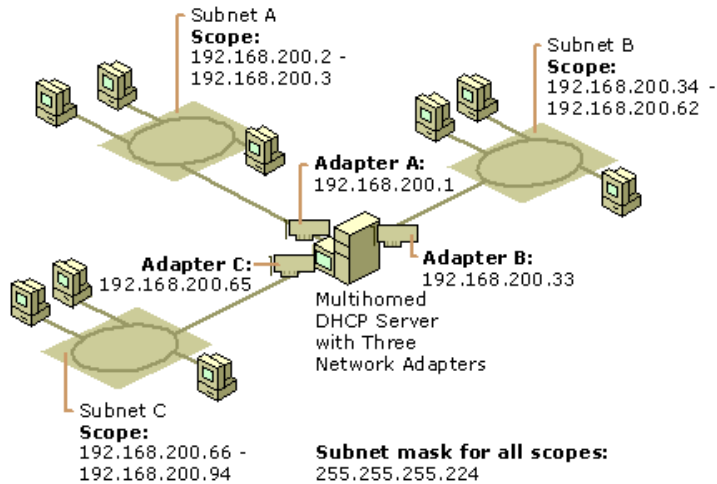 Subnet A
Scope:
192.168.200.2 -
192.168.200.3
Subnet B
Scope:
192.168.200.34 -
192.168.200.62
Adapter A:
192.168.200.1
Adapter C:
192.168.200.65
Adapter B:
192.168.200.33
Multihomed
DHCP Server
with Three
Network Adapters
Subnet C
Scope:
192.168.200.66 -
192.168.200.94
Subnet mask for all scopes:
255.255.255.224